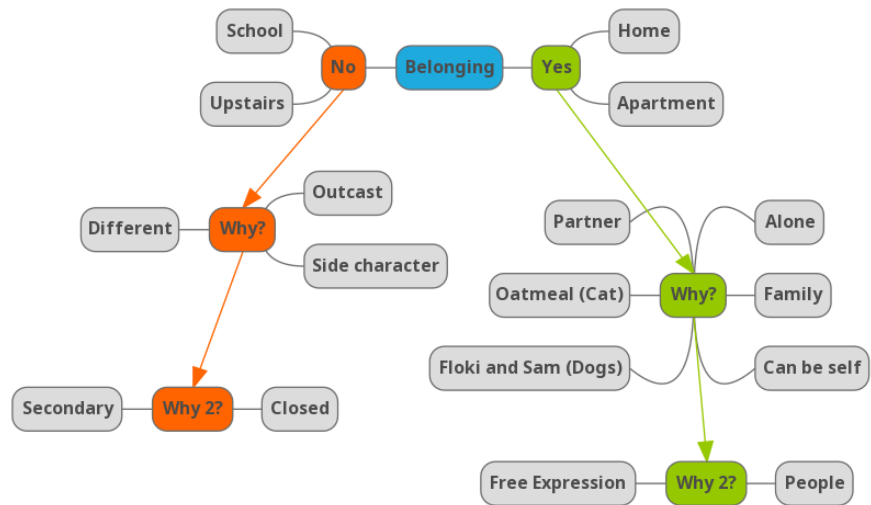 School
Home
No
Belonging
Yes
Upstairs
Apartment
Outcast
Different
Why?
Side character
Partner
Alone
Oatmeal (Cat)
Why?
Family
Floki and Sam (Dogs)
Can be self
Secondary
Why 2?
Closed
Free Expression
Why 2?
People